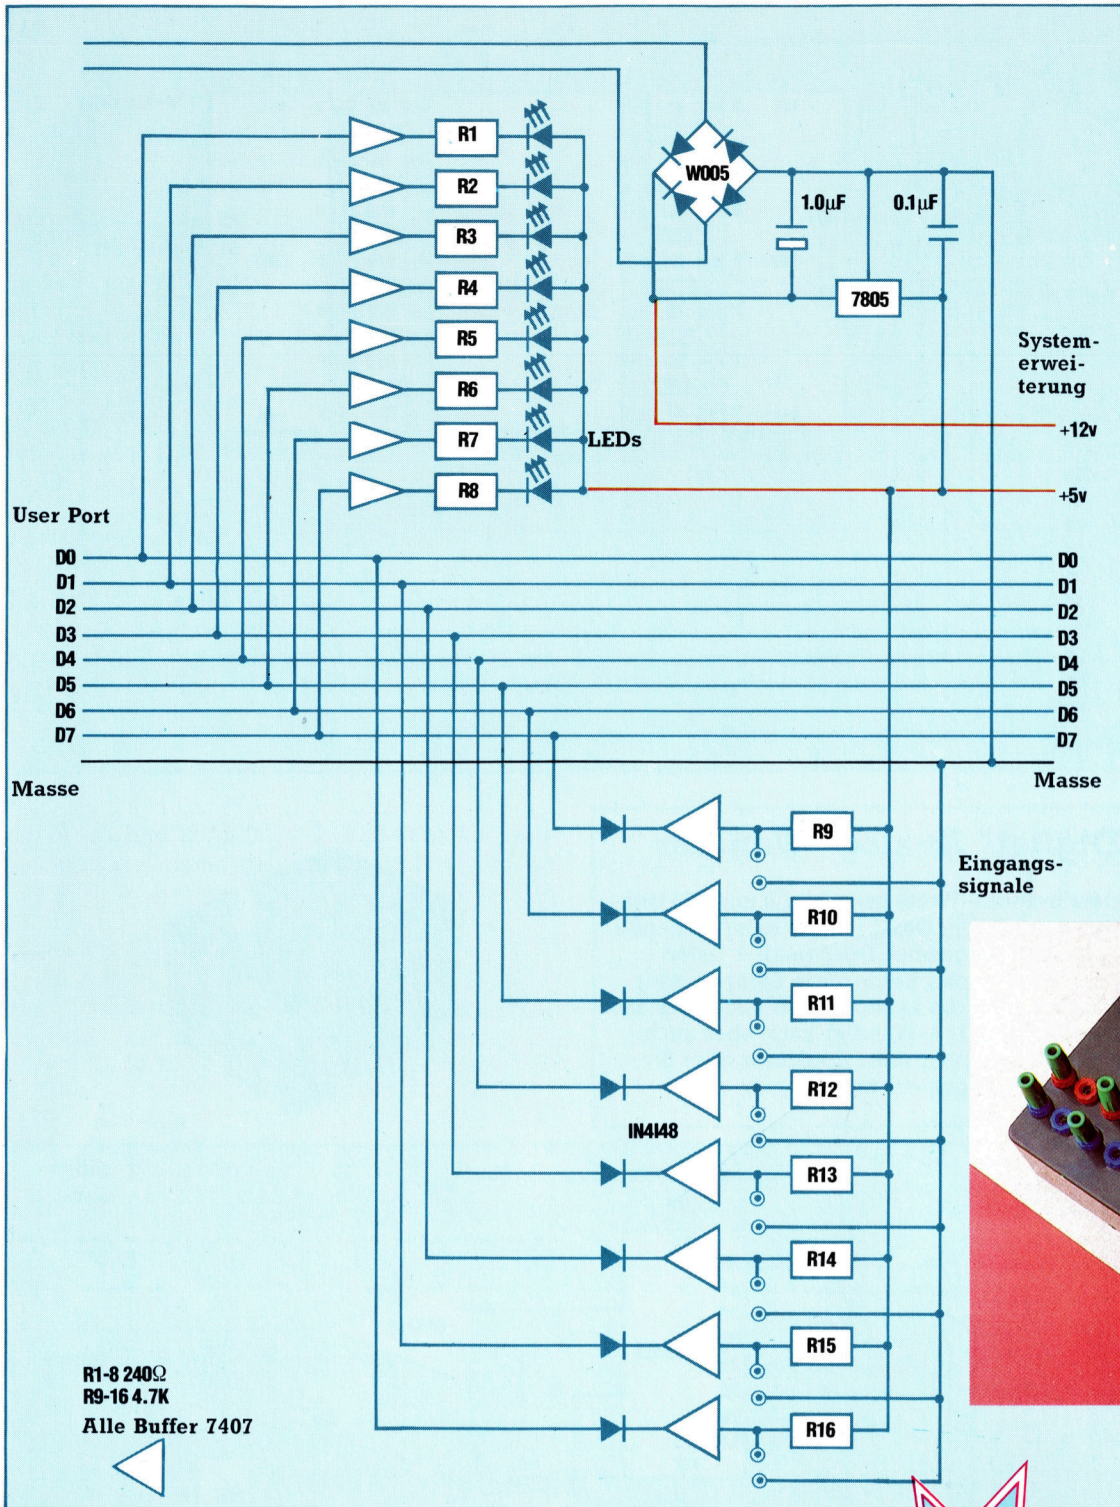 R1
R2
R3
R4
R5
R6
R7
R8
LEDs
W005
1.0µF
0.1µF
7805
System-
erwei-
terung
+12v
+5v
User Port
D0
D1
D2
D3
D4
D5
D6
D7
Masse
D0
D1
D2
D3
D4
D5
D6
D7
Masse
Eingangs-
signale
R9
R10
R11
R12
IN4148
R13
R14
R15
R16
R1-8 240Ω
R9-16 4.7K
Alle Buffer 7407